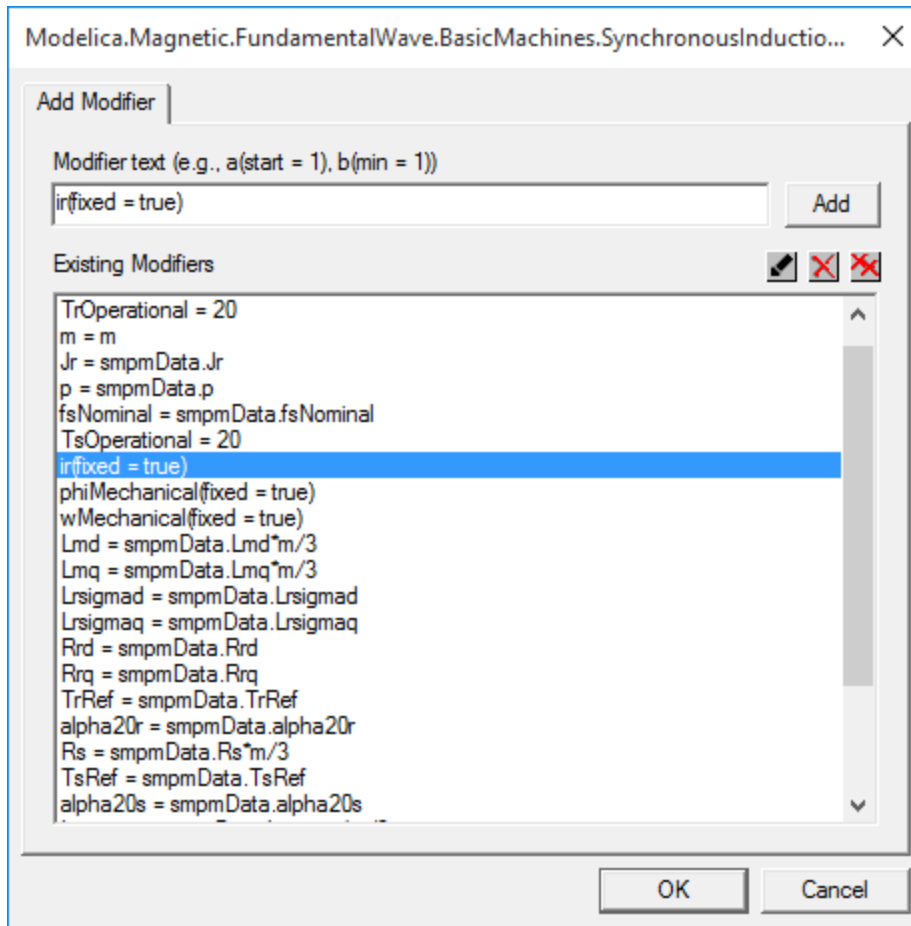 Modelica.Magnetic.FundamentalWave.BasicMachines.SynchronousInductio...
Add Modifier
Modifier text (e.g., a(start = 1), b(min = 1))
ir(fixed = true)
Add
Existing Modifiers
TrOperational = 20
m = m
Jr = smpmData.Jr
p = smpmData.p
fsNominal = smpmData.fsNominal
TsOperational = 20
ir(fixed = true)
phiMechanical(fixed = true)
wMechanical(fixed = true)
Lmd = smpmData.Lmd*m/3
Lmq = smpmData.Lmq*m/3
Lrsigmad = smpmData.Lrsigmad
Lrsigmaq = smpmData.Lrsigmaq
Rrd = smpmData.Rrd
Rrq = smpmData.Rrq
TrRef = smpmData.TrRef
alpha20r = smpmData.alpha20r
Rs = smpmData.Rs*m/3
TsRef = smpmData.TsRef
alpha20s = smpmData.alpha20s
OK
Cancel